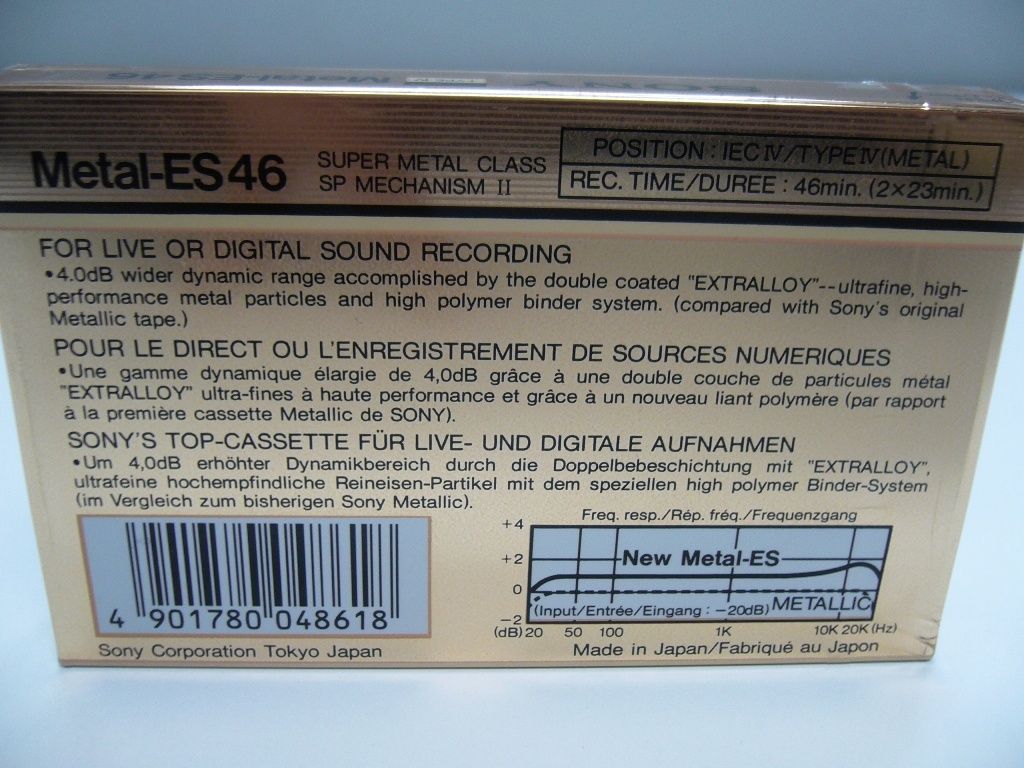 SONY TYPE IV Metal-ES46
Metal-ES46
SUPER METAL CLASS
SP MECHANISM II
POSITION : IEC IV/TYPE IV (METAL)
REC. TIME/DUREE : 46min. (2×23min.)
FOR LIVE OR DIGITAL SOUND RECORDING
•4.0dB wider dynamic range accomplished by the double coated "EXTRALLOY"--ultrafine, high-
performance metal particles and high polymer binder system. (compared with Sony's original
Metallic tape.)
POUR LE DIRECT OU L'ENREGISTREMENT DE SOURCES NUMERIQUES
•Une gamme dynamique élargie de 4,0dB grâce à une double couche de particules métal
"EXTRALLOY" ultra-fines à haute performance et grâce à un nouveau liant polymère (par rapport
à la première cassette Metallic de SONY).
SONY'S TOP-CASSETTE FÜR LIVE- UND DIGITALE AUFNAHMEN
•Um 4,0dB erhöhter Dynamikbereich durch die Doppelbebeschichtung mit "EXTRALLOY",
ultrafeine hochempfindliche Reineisen-Partikel mit dem speziellen high polymer Binder-System
(im Vergleich zum bisherigen Sony Metallic).
Freq. resp./Rép. fréq./Frequenzgang
+4
+2
0
−2
New Metal-ES
(Input/Entrée/Eingang : −20dB) METALLIC
(dB) 20 50 100 1K 10K 20K (Hz)
4 901780 048618
Sony Corporation Tokyo Japan
Made in Japan/Fabriqué au Japon